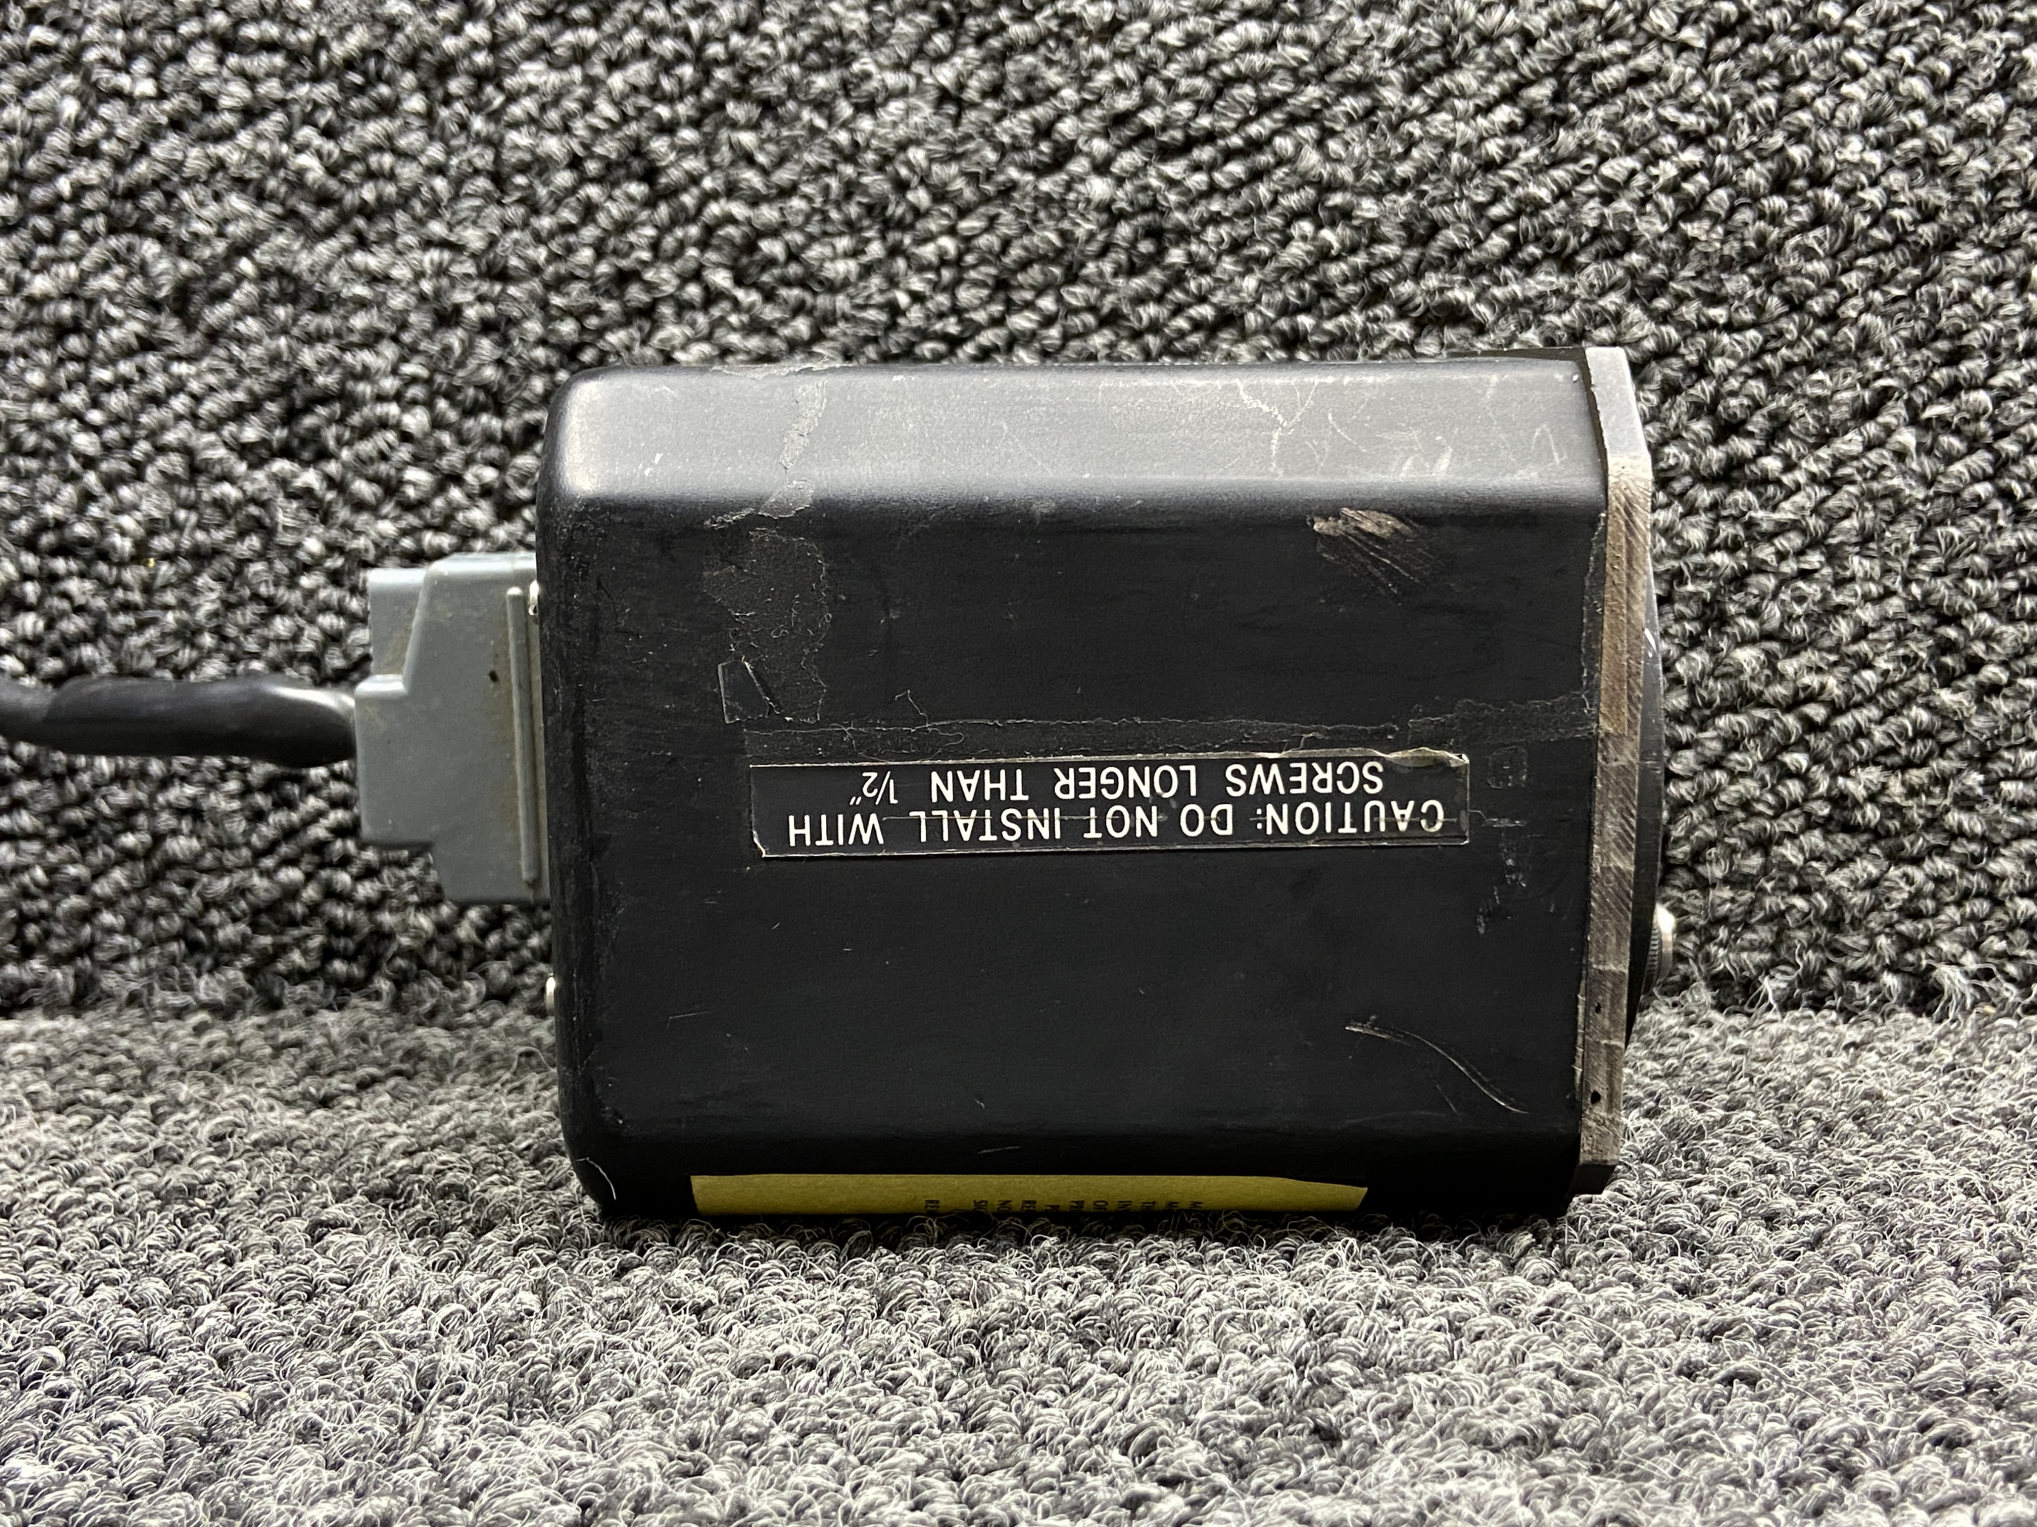 CAUTION: DO NOT INSTALL WITH
SCREWS LONGER THAN 1/2"